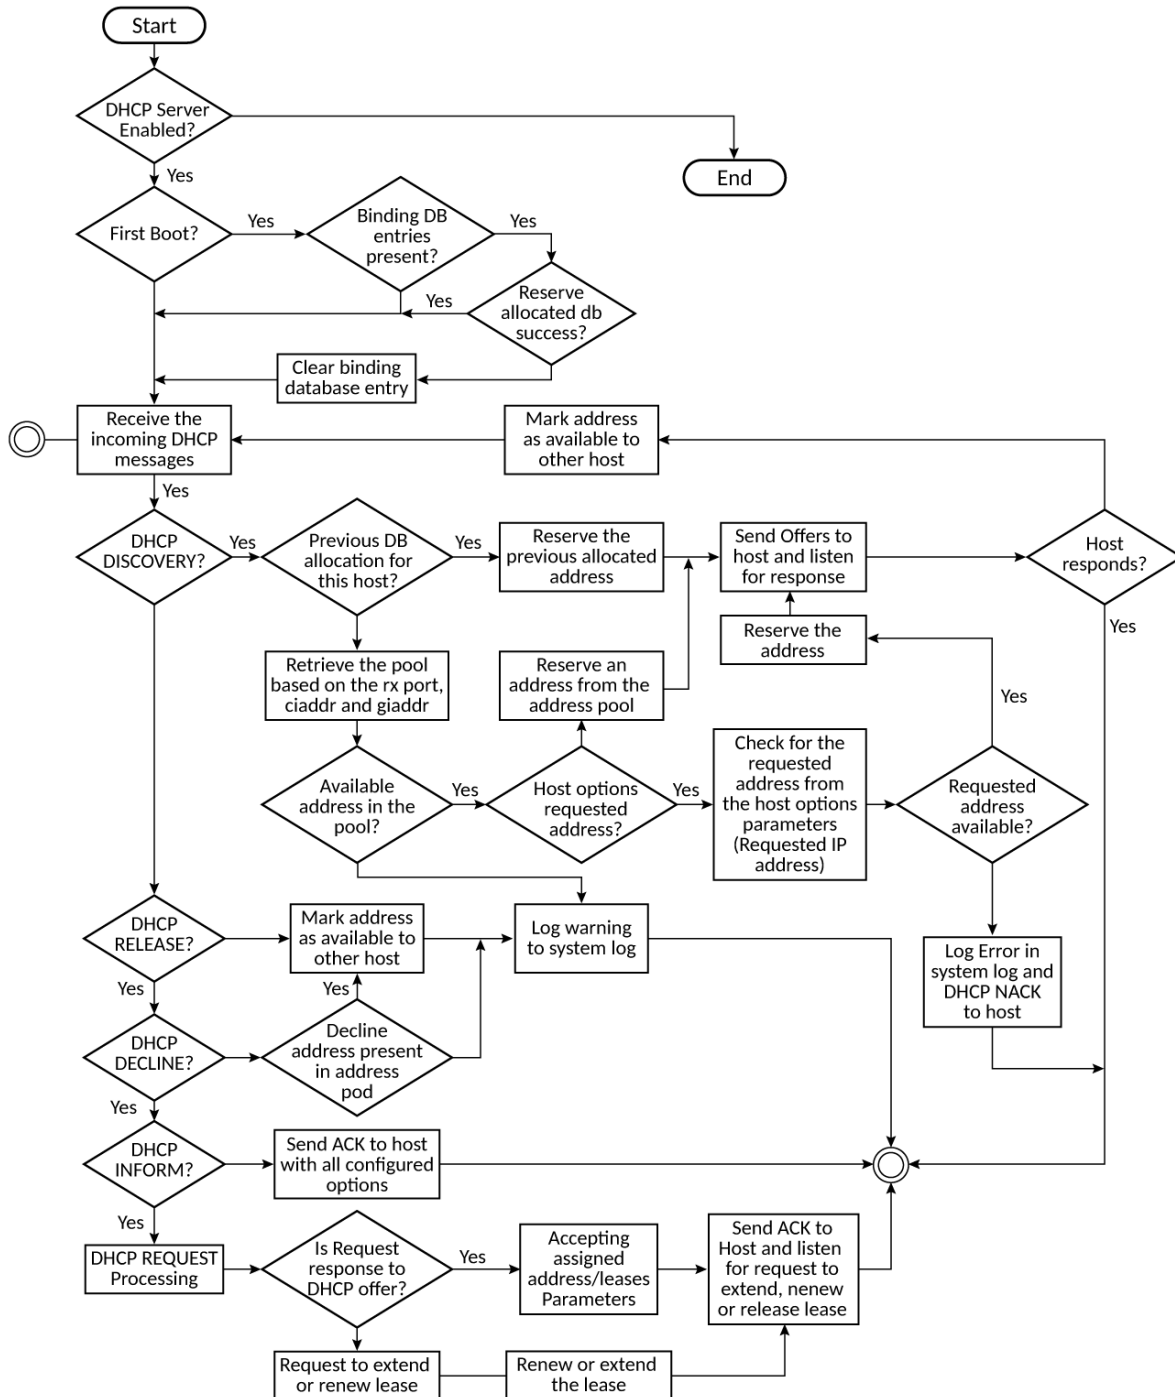 Start
DHCP Server
Enabled?
End
Yes
First Boot?
Yes
Binding DB
entries
present?
Yes
Reserve
allocated db
success?
Yes
Clear binding
database entry
Receive the
incoming DHCP
messages
Mark address
as available to
other host
Yes
DHCP
DISCOVERY?
Yes
Previous DB
allocation for
this host?
Yes
Reserve the
previous allocated
address
Send Offers to
host and listen
for response
Host
responds?
Yes
Reserve the
address
Retrieve the pool
based on the rx port,
ciaddr and giaddr
Reserve an
address from the
address pool
Yes
Available
address in the
pool?
Yes
Host options
requested
address?
Yes
Check for the
requested
address from
the host options
parameters
(Requested IP
address)
Requested
address
available?
DHCP
RELEASE?
Mark address
as available to
other host
Log warning
to system log
Log Error in
system log and
DHCP NACK
to host
Yes
Yes
DHCP
DECLINE?
Decline
address present
in address
pod
Yes
DHCP
INFORM?
Send ACK to host
with all configured
options
Yes
DHCP REQUEST
Processing
Is Request
response to
DHCP offer?
Yes
Accepting
assigned
address/leases
Parameters
Send ACK to
Host and listen
for request to
extend, nenew
or release lease
Request to extend
or renew lease
Renew or extend
the lease